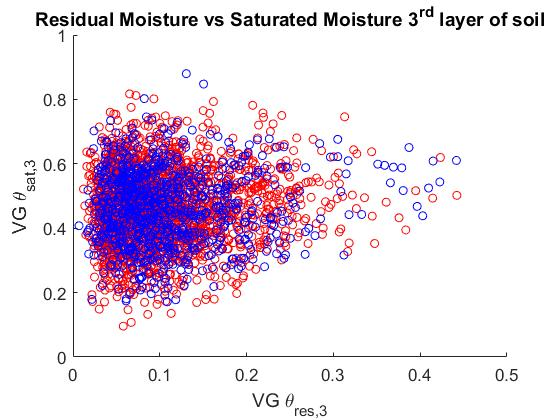 Residual Moisture vs Saturated Moisture 3rd layer of soil
1
0.8
0.6
0.4
0.2
0
VG θsat,3
0 0.1 0.2 0.3 0.4 0.5
VG θres,3